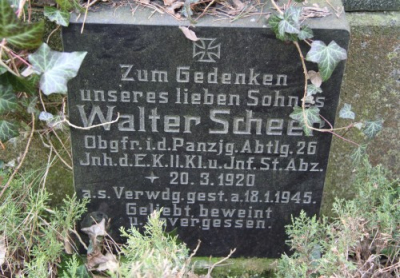 Zum Gedenken
unseres lieben Sohnes
Walter Scheer
Obgfr. i.d. Panzjg. Abtlg. 26
Jnh.d.E.K.II.Kl.u.Jnf.St.Abz.
20.3.1920
a.s. Verwdg. gest. a. 18.1.1945.
Geliebt, beweint
unvergessen.